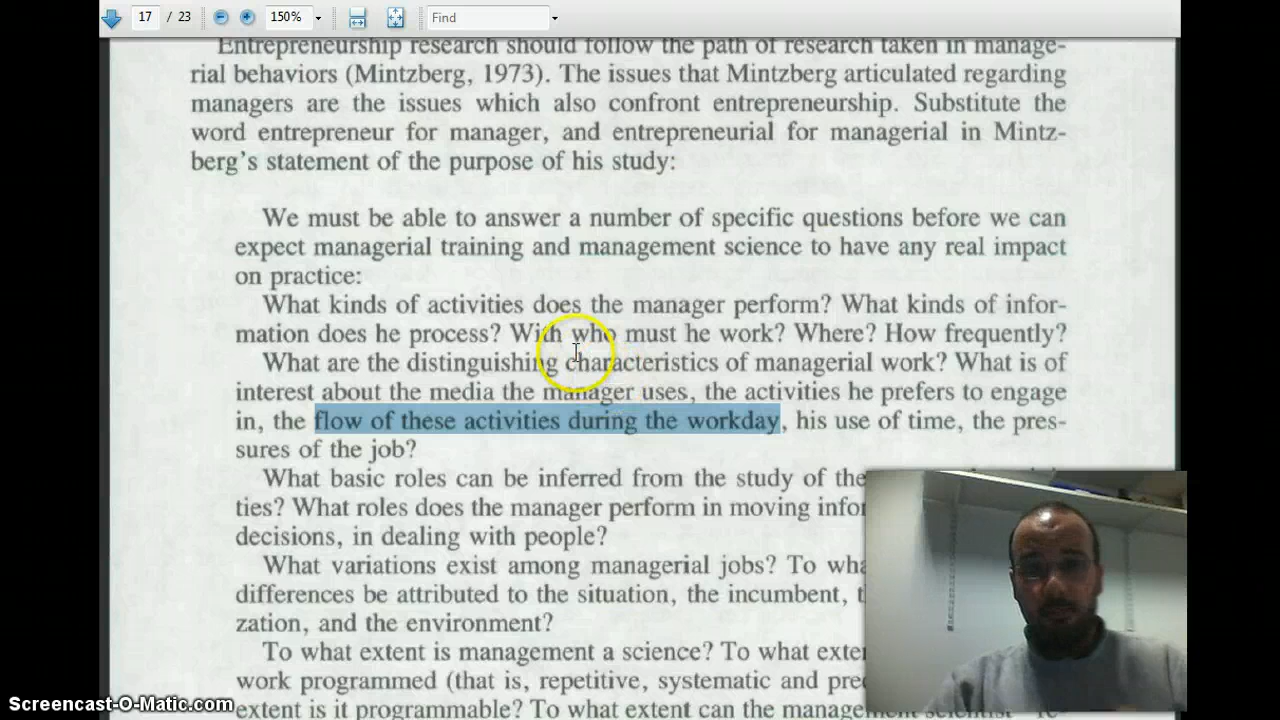 17 / 23 150% Find
Entrepreneurship research should follow the path of research taken in manage-
rial behaviors (Mintzberg, 1973). The issues that Mintzberg articulated regarding
managers are the issues which also confront entrepreneurship. Substitute the
word entrepreneur for manager, and entrepreneurial for managerial in Mintz-
berg's statement of the purpose of his study:
We must be able to answer a number of specific questions before we can
expect managerial training and management science to have any real impact
on practice:
What kinds of activities does the manager perform? What kinds of infor-
mation does he process? With who must he work? Where? How frequently?
What are the distinguishing characteristics of managerial work? What is of
interest about the media the manager uses, the activities he prefers to engage
in, the flow of these activities during the workday, his use of time, the pres-
sures of the job?
What basic roles can be inferred from the study of the
ties? What roles does the manager perform in moving
decisions, in dealing with people?
What variations exist among managerial jobs? To
differences be attributed to the situation, the incumbent,
zation, and the environment?
To what extent is management a science? To what
work programmed (that is, repetitive, systematic and
extent is it programmable? To what extent can the
Screencast-O-Matic.com